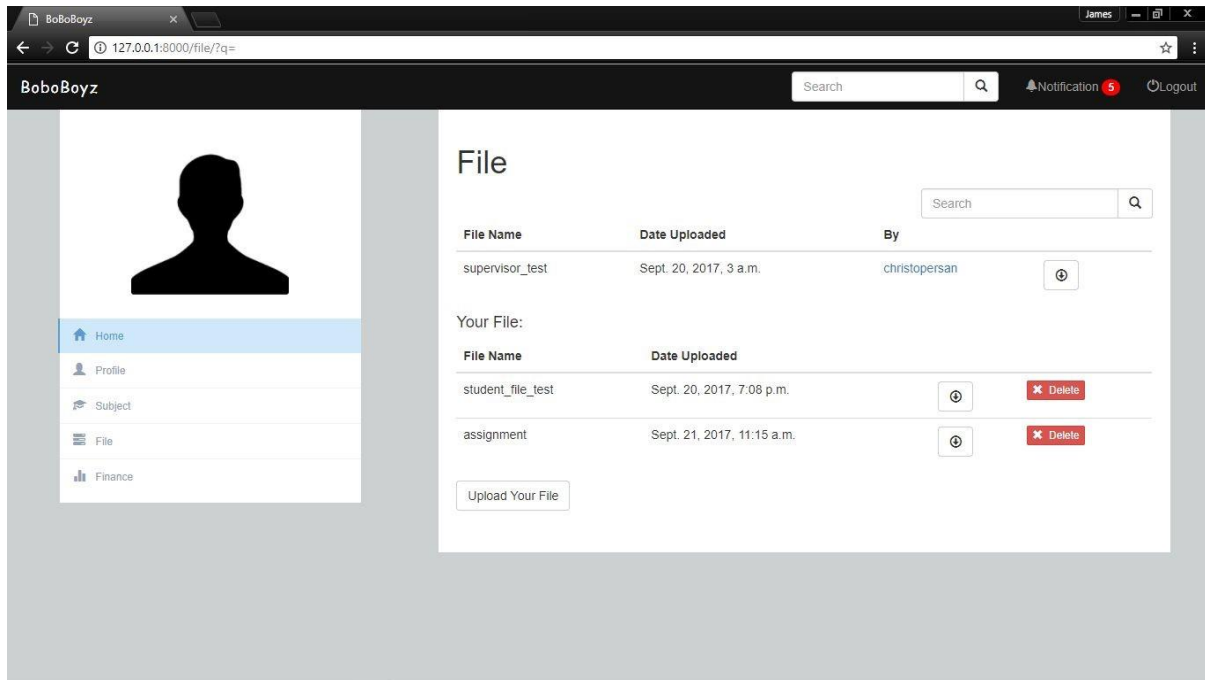 BoBoBoyz
James
127.0.0.1:8000/file/?q=
BoboBoyz
Search
Notification 5
Logout
File
Search
File Name Date Uploaded By
supervisor_test Sept. 20, 2017, 3 a.m. christopersan
Home
Profile
Subject
File
Finance
Your File:
File Name Date Uploaded
student_file_test Sept. 20, 2017, 7:08 p.m. Delete
assignment Sept. 21, 2017, 11:15 a.m. Delete
Upload Your File